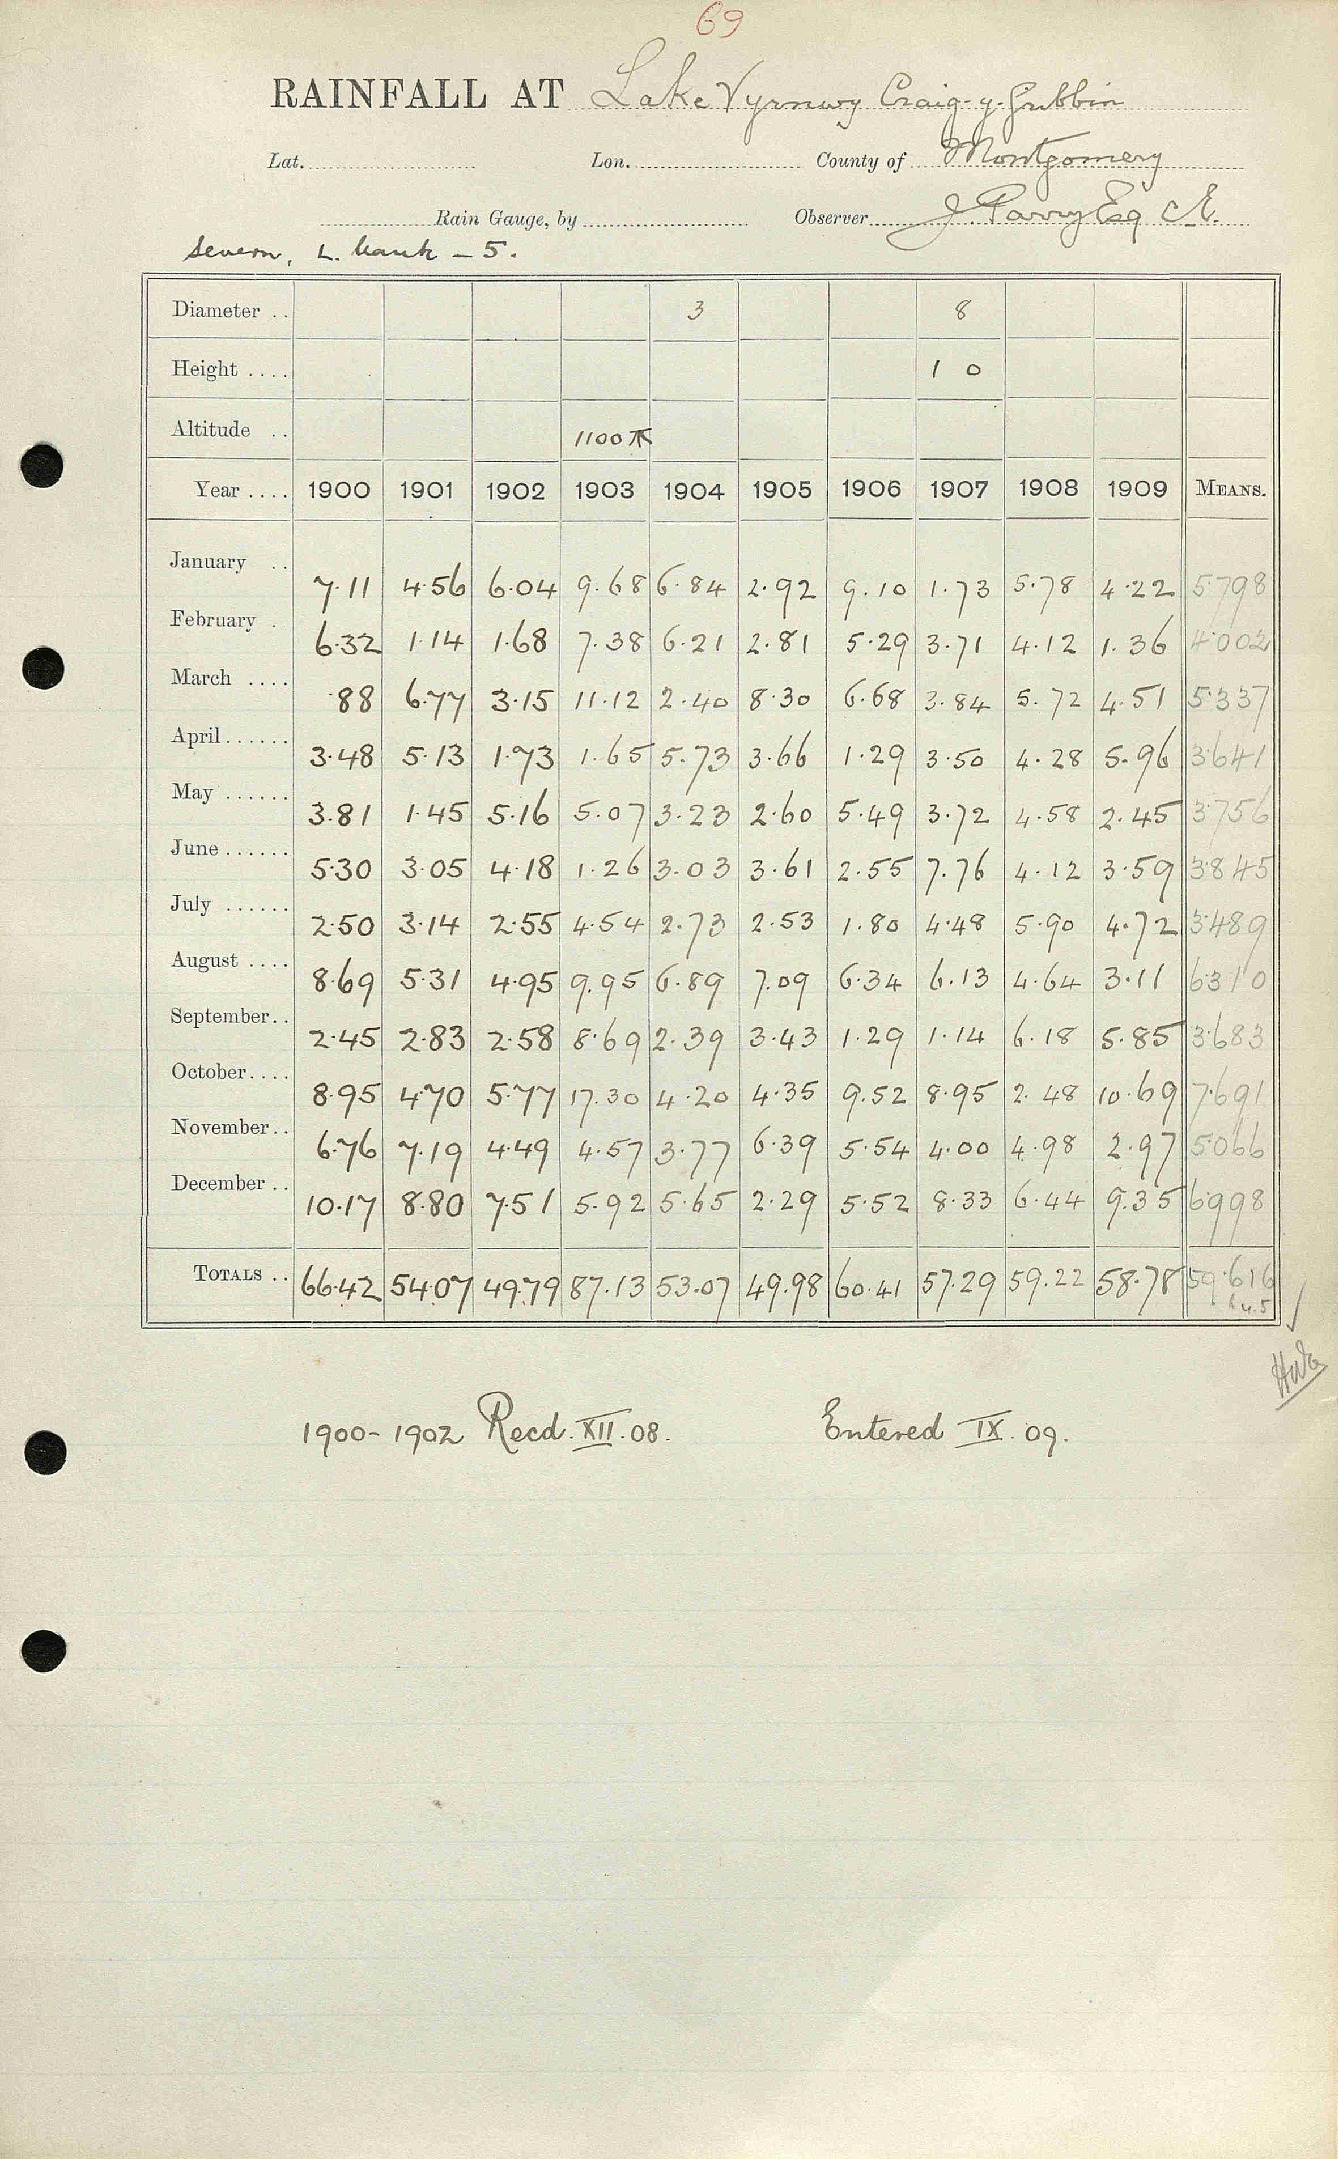 69
RAINFALL AT Lake Vyrnwy Craig-y-Gribbin
Lat. Lon. County of Montgomery
Rain Gauge, by Observer J. Parry Esq C.E.
Severn, L. bank - 5.
Diameter .. 3 8
Height .... 1 0
Altitude .. 1100
Year .... 1900 1901 1902 1903 1904 1905 1906 1907 1908 1909 MEANS.
January .. 7.11 4.56 6.04 9.68 6.84 2.92 9.10 1.73 5.78 4.22 5.798
February . 6.32 1.14 1.68 7.38 6.21 2.81 5.29 3.71 4.12 1.36 4.002
March .... .88 6.77 3.15 11.12 2.40 8.30 6.68 3.84 5.72 4.51 5.337
April...... 3.48 5.13 1.73 1.65 5.73 3.66 1.29 3.50 4.28 5.96 3.641
May ...... 3.81 1.45 5.16 5.07 3.23 2.60 5.49 3.72 4.58 2.45 3.756
June...... 5.30 3.05 4.18 1.26 3.03 3.61 2.55 7.76 4.12 3.59 3.845
July ...... 2.50 3.14 2.55 4.54 2.73 2.53 1.80 4.48 5.90 4.72 3.489
August .... 8.69 5.31 4.95 9.95 6.89 7.09 6.34 6.13 4.64 3.11 6.310
September.. 2.45 2.83 2.58 8.69 2.39 3.43 1.29 1.14 6.18 5.85 3.683
October.... 8.95 4.70 5.77 17.30 4.20 4.35 9.52 8.95 2.48 10.69 7.691
November.. 6.76 7.19 4.49 4.57 3.77 6.39 5.54 4.00 4.98 2.97 5.066
December .. 10.17 8.80 7.51 5.92 5.65 2.29 5.52 8.33 6.44 9.35 6.998
TOTALS .. 66.42 54.07 49.79 87.13 53.07 49.98 60.41 57.29 59.22 58.78 59.616
1900-1902 Recd. XII.08. Entered IX.09.